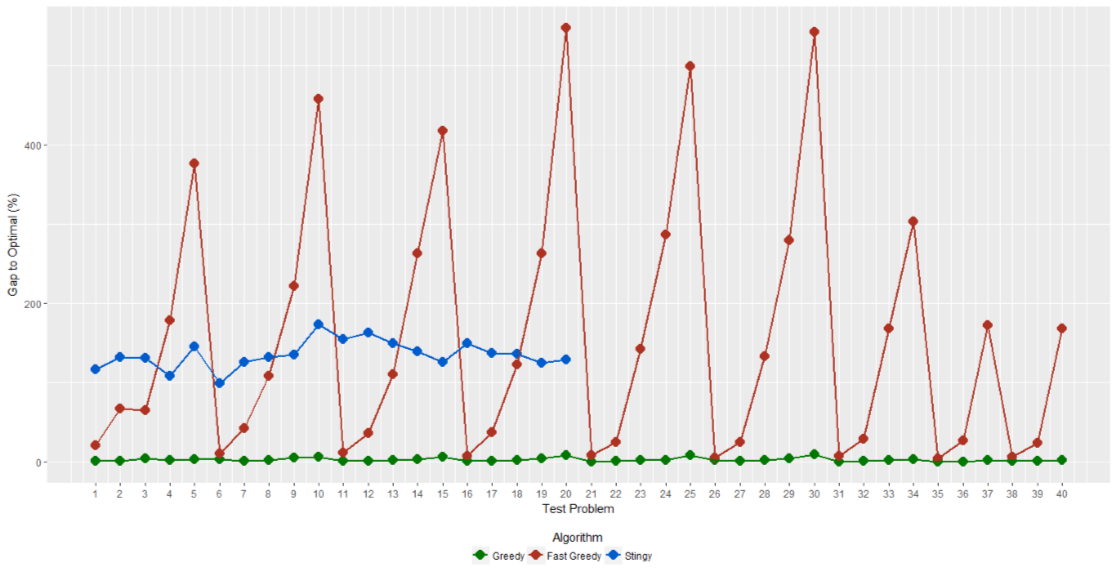 Gap to Optimal (%)
400
200
0
1 2 3 4 5 6 7 8 9 10 11 12 13 14 15 16 17 18 19 20 21 22 23 24 25 26 27 28 29 30 31 32 33 34 35 36 37 38 39 40
Test Problem
Algorithm
Greedy Fast Greedy Stingy